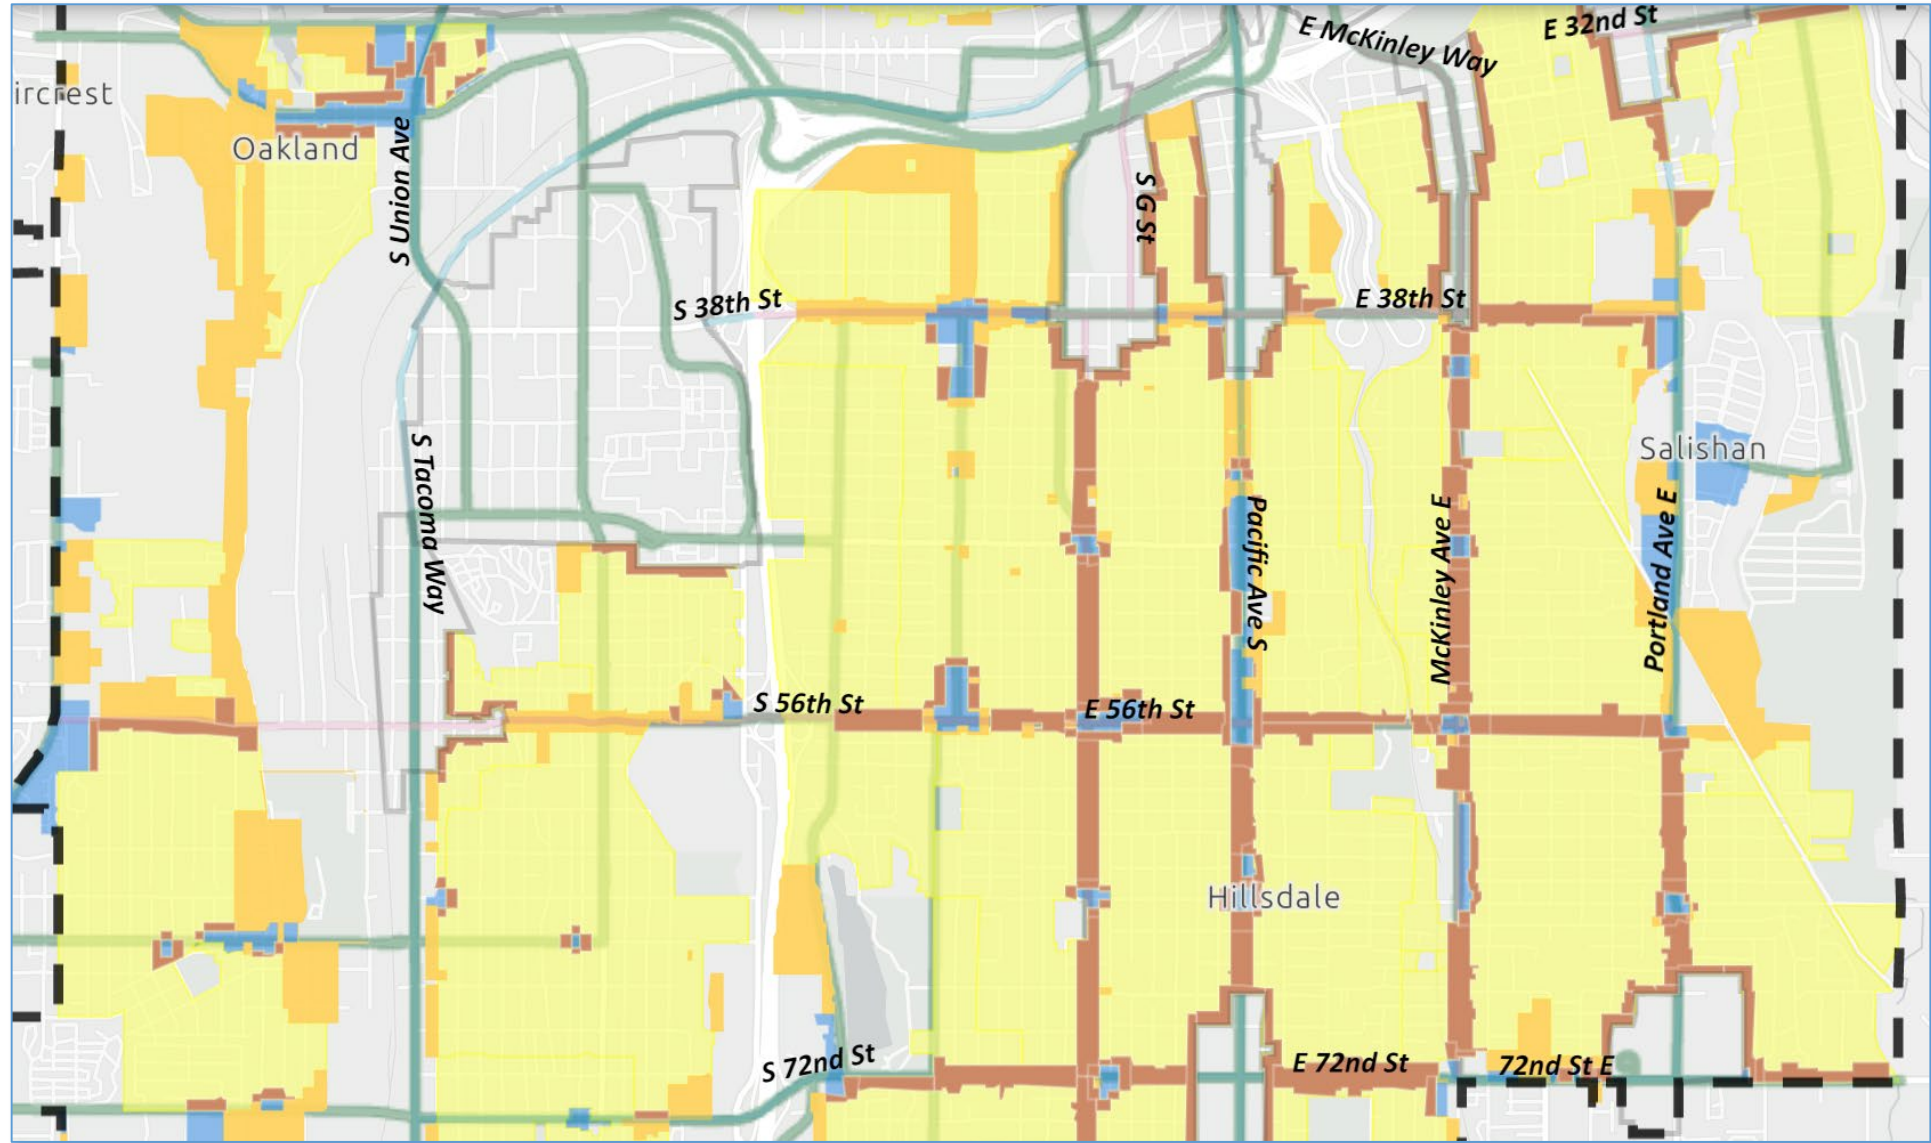 E 32nd St
E McKinley Way
ircrest
Oakland
S Union Ave
S G St
S 38th St
E 38th St
S Tacoma Way
Salishan
Pacific Ave S
McKinley Ave E
Portland Ave E
S 56th St
E 56th St
Hillsdale
S 72nd St
E 72nd St
72nd St E